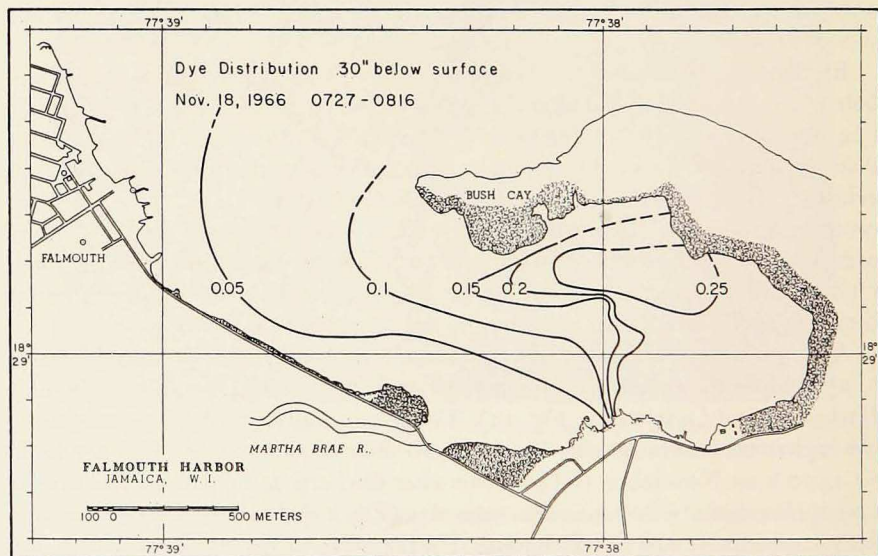 77°39'
77°38'
Dye Distribution 30" below surface
Nov. 18, 1966 0727-0816
BUSH CAY
FALMOUTH
0.05
0.1
0.15
0.2
0.25
18°
29'
18°
29'
MARTHA BRAE R.
FALMOUTH HARBOR
JAMAICA, W. I.
100 0 500 METERS
77°39'
77°38'